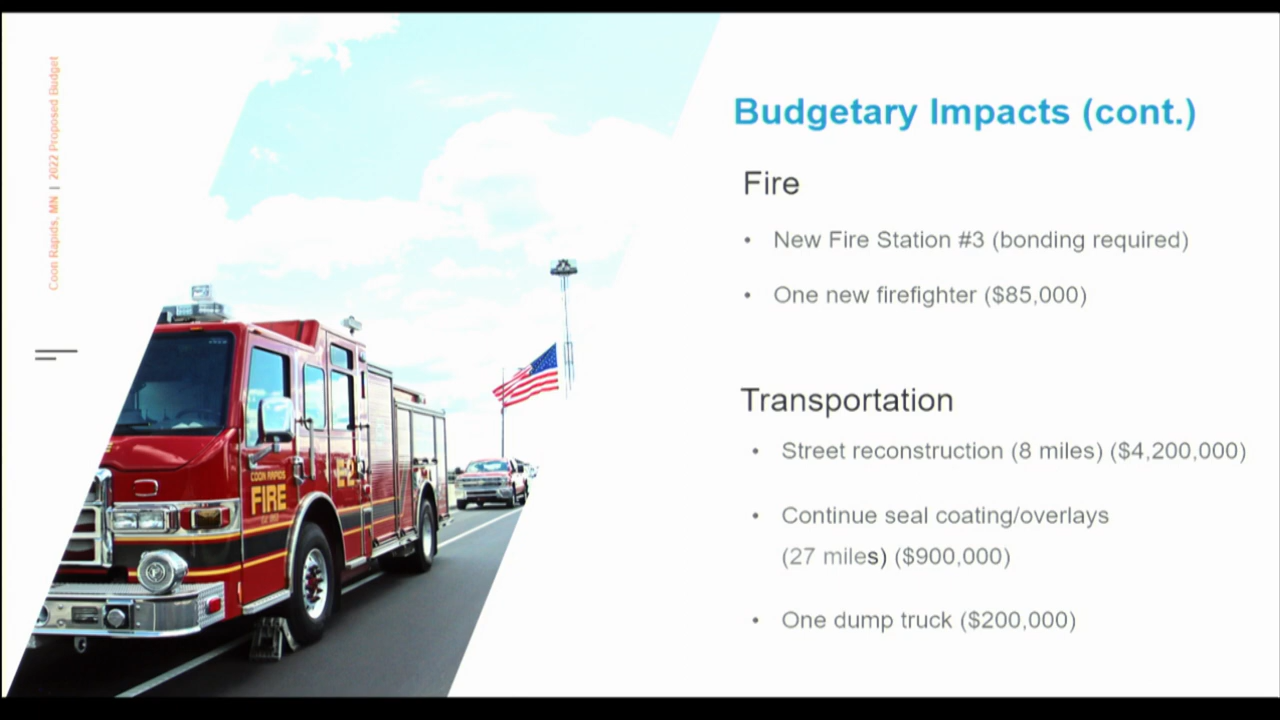 Coon Rapids, MN | 2022 Proposed Budget
Budgetary Impacts (cont.)
Fire
• New Fire Station #3 (bonding required)
• One new firefighter ($85,000)
Transportation
• Street reconstruction (8 miles) ($4,200,000)
• Continue seal coating/overlays
(27 miles) ($900,000)
• One dump truck ($200,000)
COON RAPIDS
FIRE
E-2